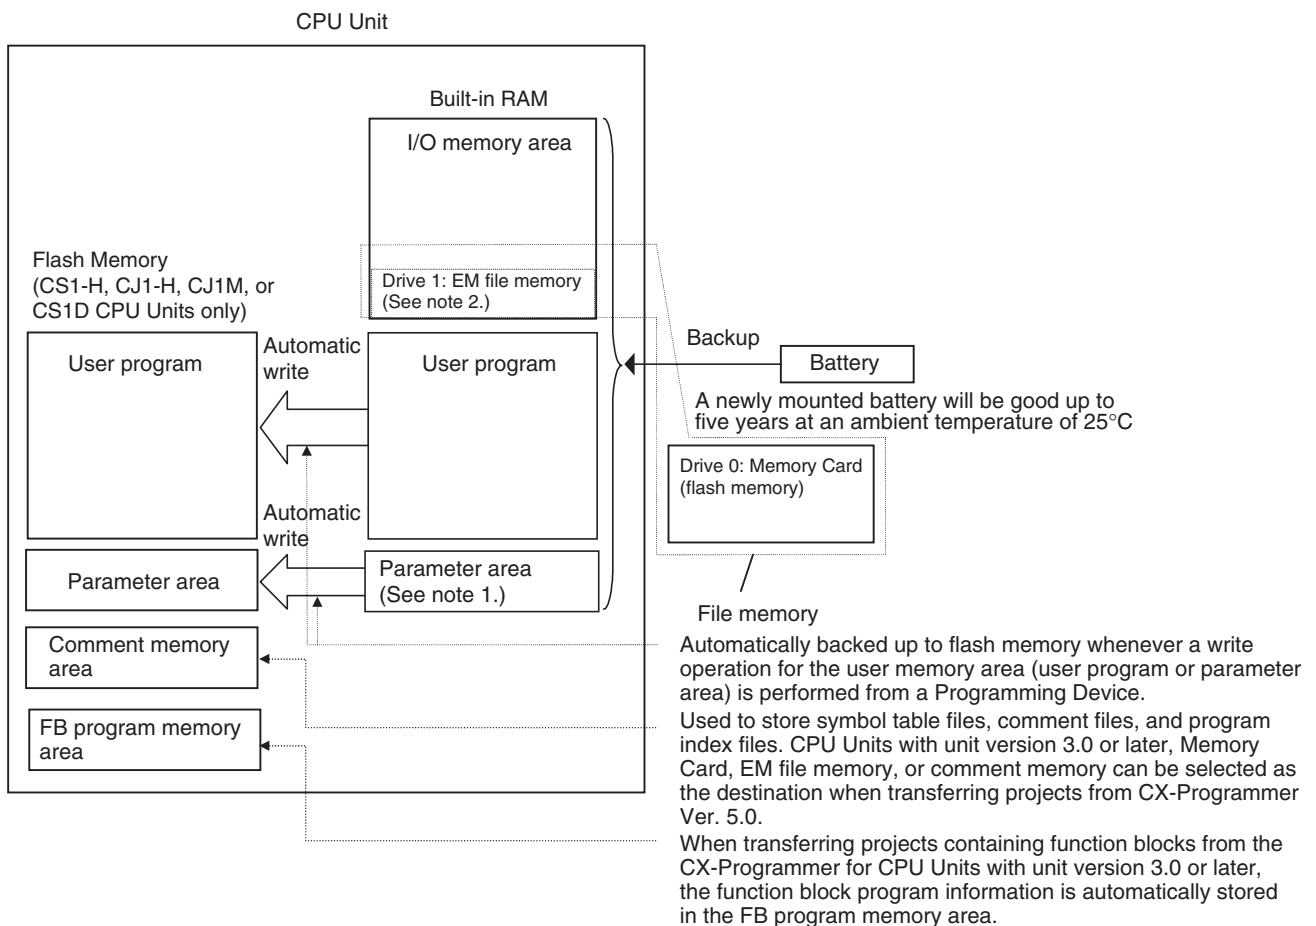 CPU Unit
Built-in RAM
I/O memory area
Drive 1: EM file memory
(See note 2.)
Flash Memory
(CS1-H, CJ1-H, CJ1M, or
CS1D CPU Units only)
User program
Automatic
write
User program
Backup
Battery
A newly mounted battery will be good up to
five years at an ambient temperature of 25°C
Drive 0: Memory Card
(flash memory)
Automatic
write
Parameter area
Parameter area
(See note 1.)
File memory
Comment memory
area
FB program memory
area
Automatically backed up to flash memory whenever a write
operation for the user memory area (user program or parameter
area) is performed from a Programming Device.
Used to store symbol table files, comment files, and program
index files. CPU Units with unit version 3.0 or later, Memory
Card, EM file memory, or comment memory can be selected as
the destination when transferring projects from CX-Programmer
Ver. 5.0.
When transferring projects containing function blocks from the
CX-Programmer for CPU Units with unit version 3.0 or later,
the function block program information is automatically stored
in the FB program memory area.